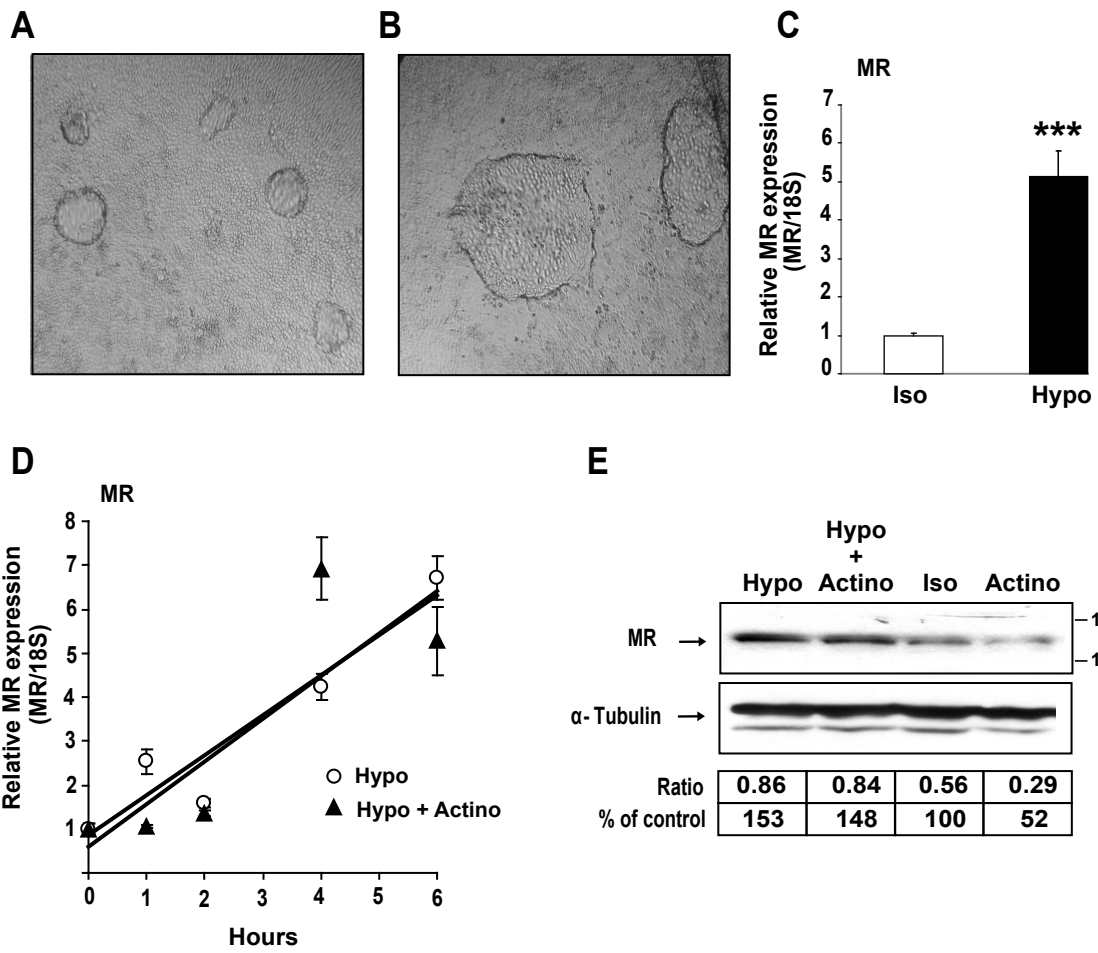 A
B
C
MR
Relative MR expression
(MR/18S)
7
6
5
4
3
2
1
0
***
Iso
Hypo
D
MR
Relative MR expression
(MR/18S)
8
7
6
5
4
3
2
1
Hypo
Hypo + Actino
0
1
2
3
4
5
6
Hours
E
Hypo
Hypo
+
Actino
Iso
Actino
MR
α- Tubulin
1
1
Ratio 0.86 0.84 0.56 0.29
% of control 153 148 100 52